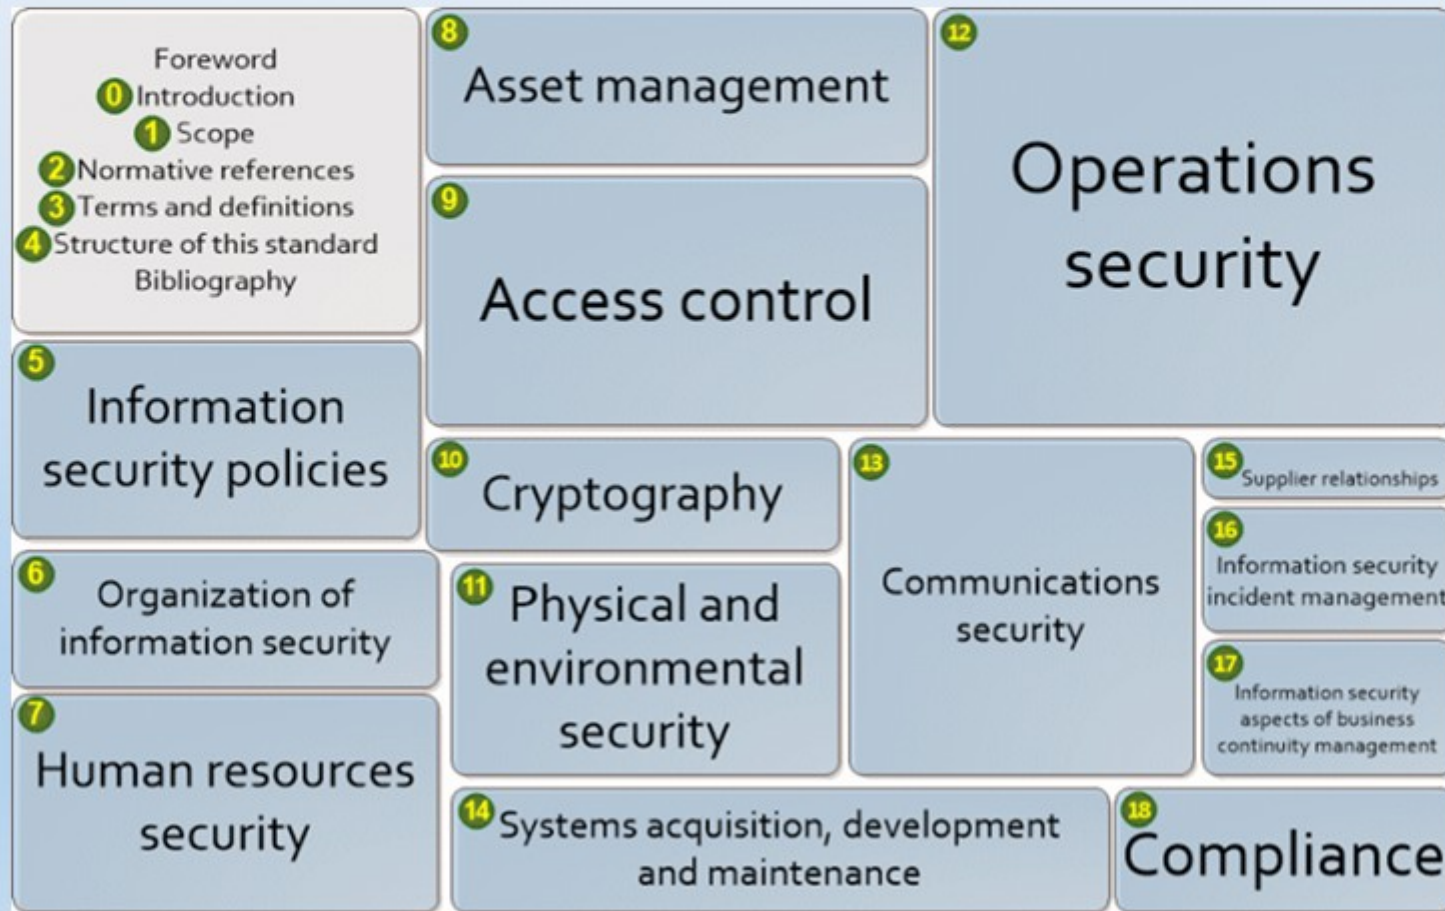 Foreword
0 Introduction
1 Scope
2 Normative references
3 Terms and definitions
4 Structure of this standard
Bibliography
5
Information
security policies
6
Organization of
information security
7
Human resources
security
8
Asset management
9
Access control
10
Cryptography
11
Physical and
environmental
security
12
Operations
security
13
Communications
security
14
Systems acquisition, development
and maintenance
15
Supplier relationships
16
Information security
incident management
17
Information security
aspects of business
continuity management
18
Compliance